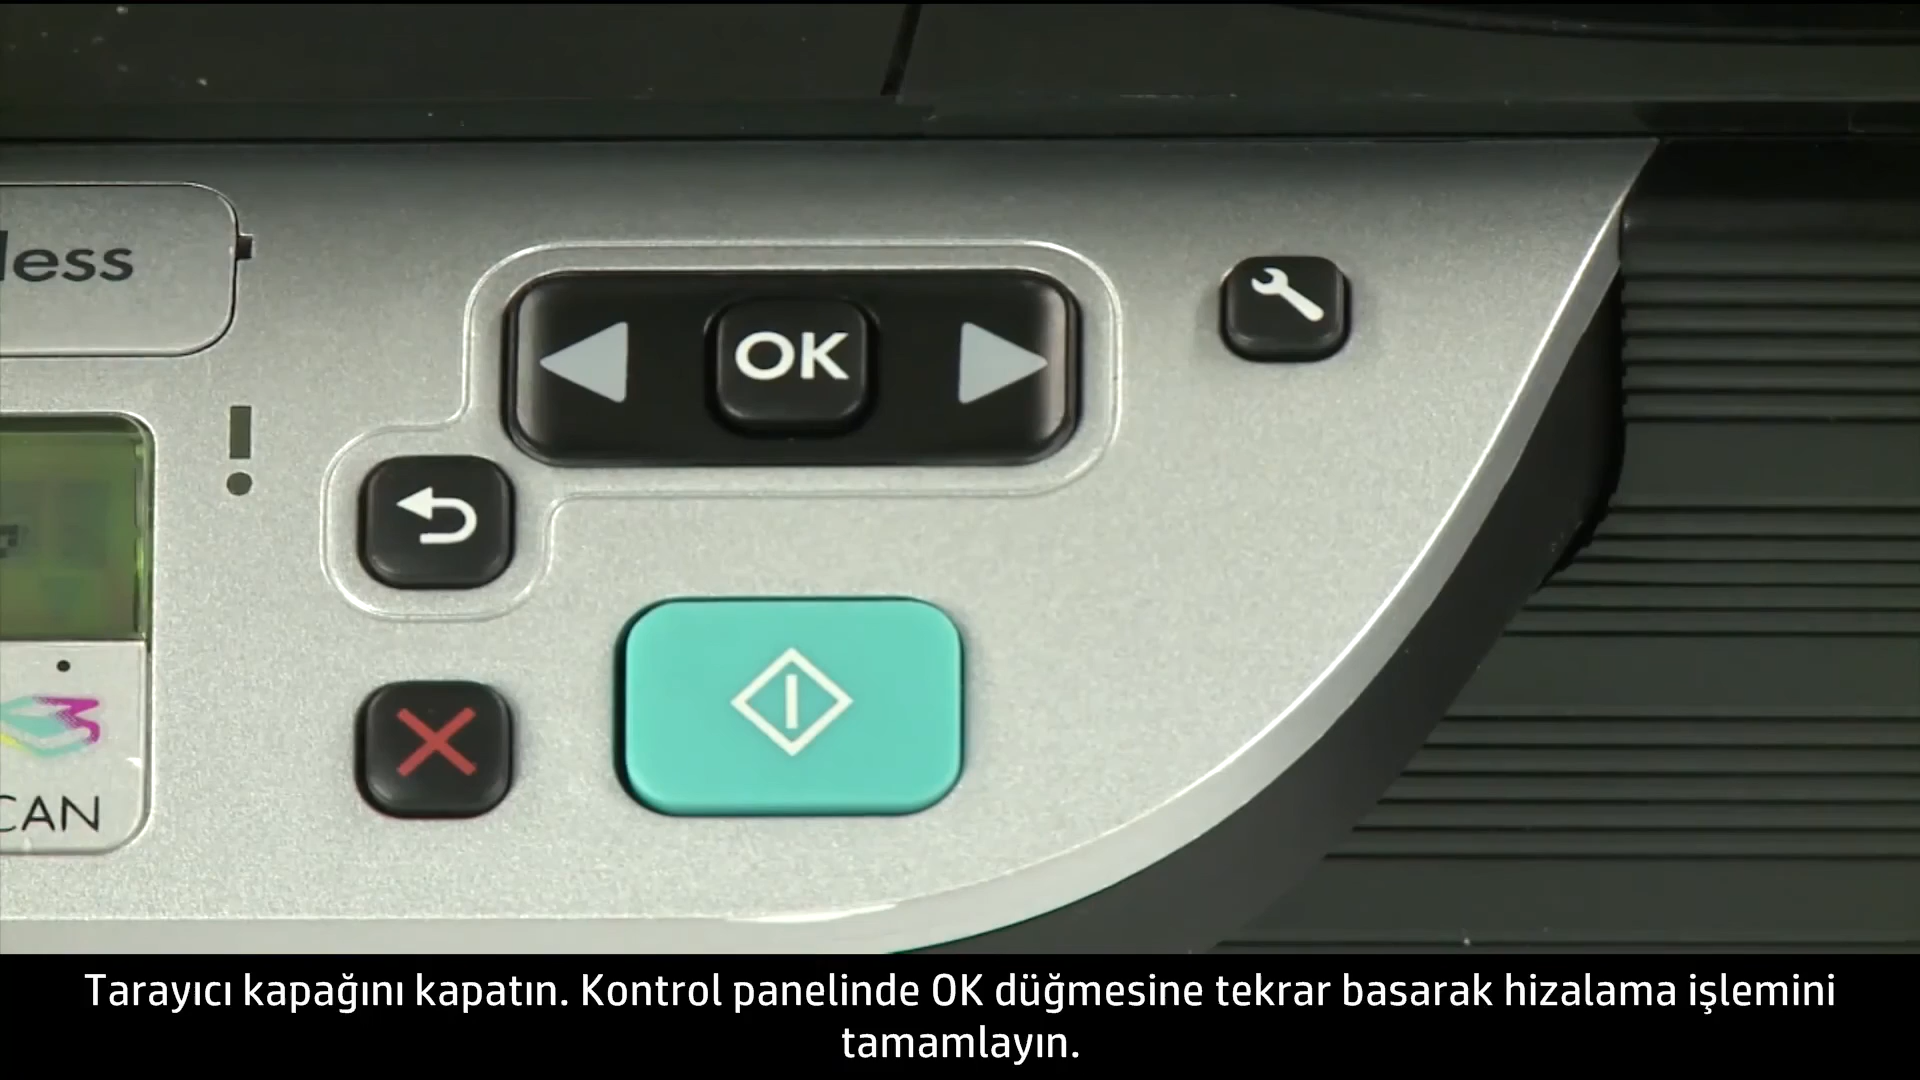 less
OK
CAN
Tarayıcı kapağını kapatın. Kontrol panelinde OK düğmesine tekrar basarak hizalama işlemini
tamamlayın.